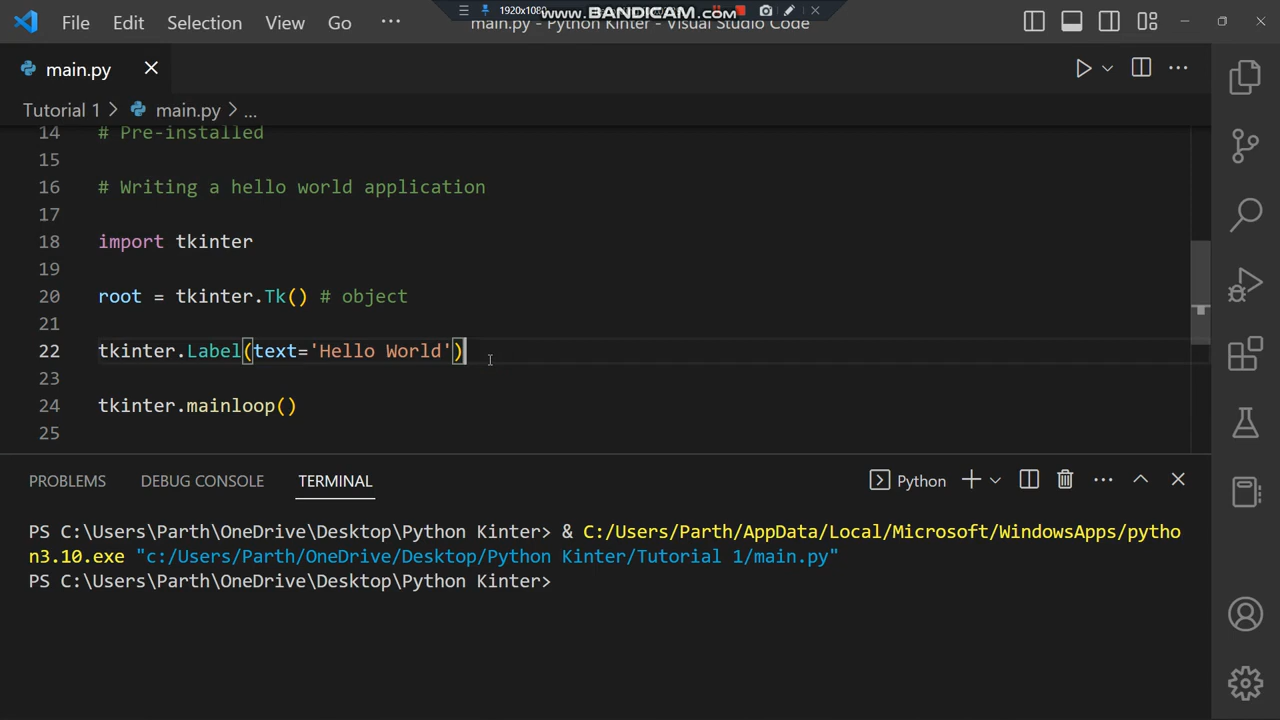 1920x1080
www.BANDICAM.com
File Edit Selection View Go ...
main.py - Python Kinter - Visual Studio Code
main.py
Tutorial 1 > main.py > ...
14 # Pre-installed
15
16 # Writing a hello world application
17
18 import tkinter
19
20 root = tkinter.Tk() # object
21
22 tkinter.Label(text='Hello World')
23
24 tkinter.mainloop()
25
PROBLEMS DEBUG CONSOLE TERMINAL
Python
PS C:\Users\Parth\OneDrive\Desktop\Python Kinter> & C:/Users/Parth/AppData/Local/Microsoft/WindowsApps/pytho
n3.10.exe "c:/Users/Parth/OneDrive/Desktop/Python Kinter/Tutorial 1/main.py"
PS C:\Users\Parth\OneDrive\Desktop\Python Kinter>